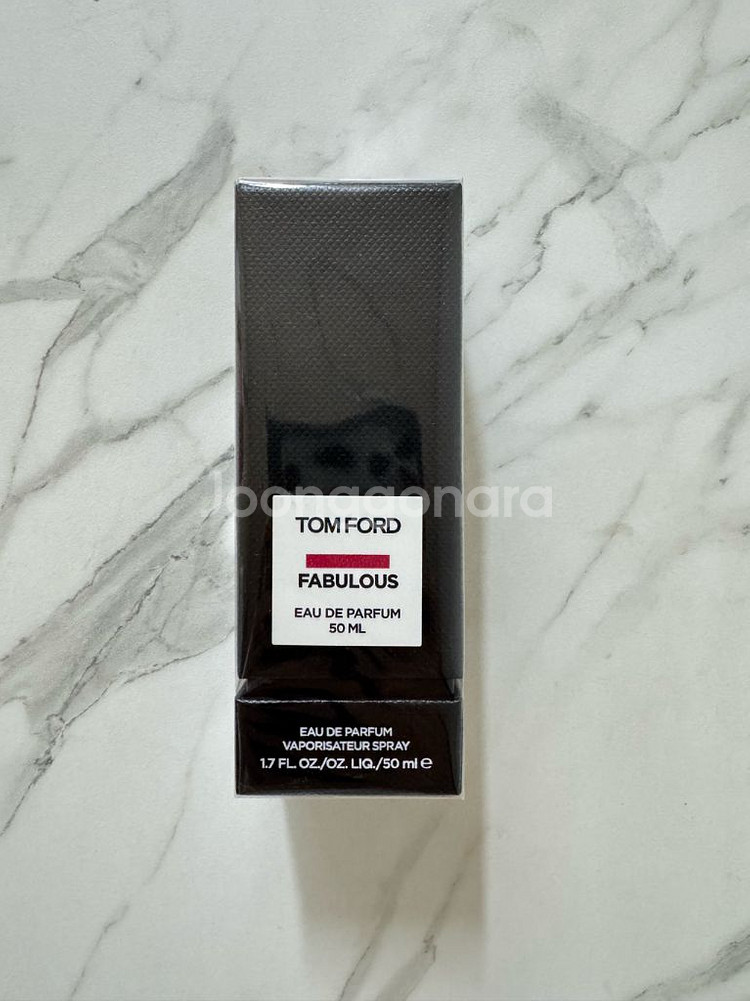 Joonggonara
TOM FORD
FABULOUS
EAU DE PARFUM
50 ML
EAU DE PARFUM
VAPORISATEUR SPRAY
1.7 FL. OZ./OZ. LIQ./50 ml ℮